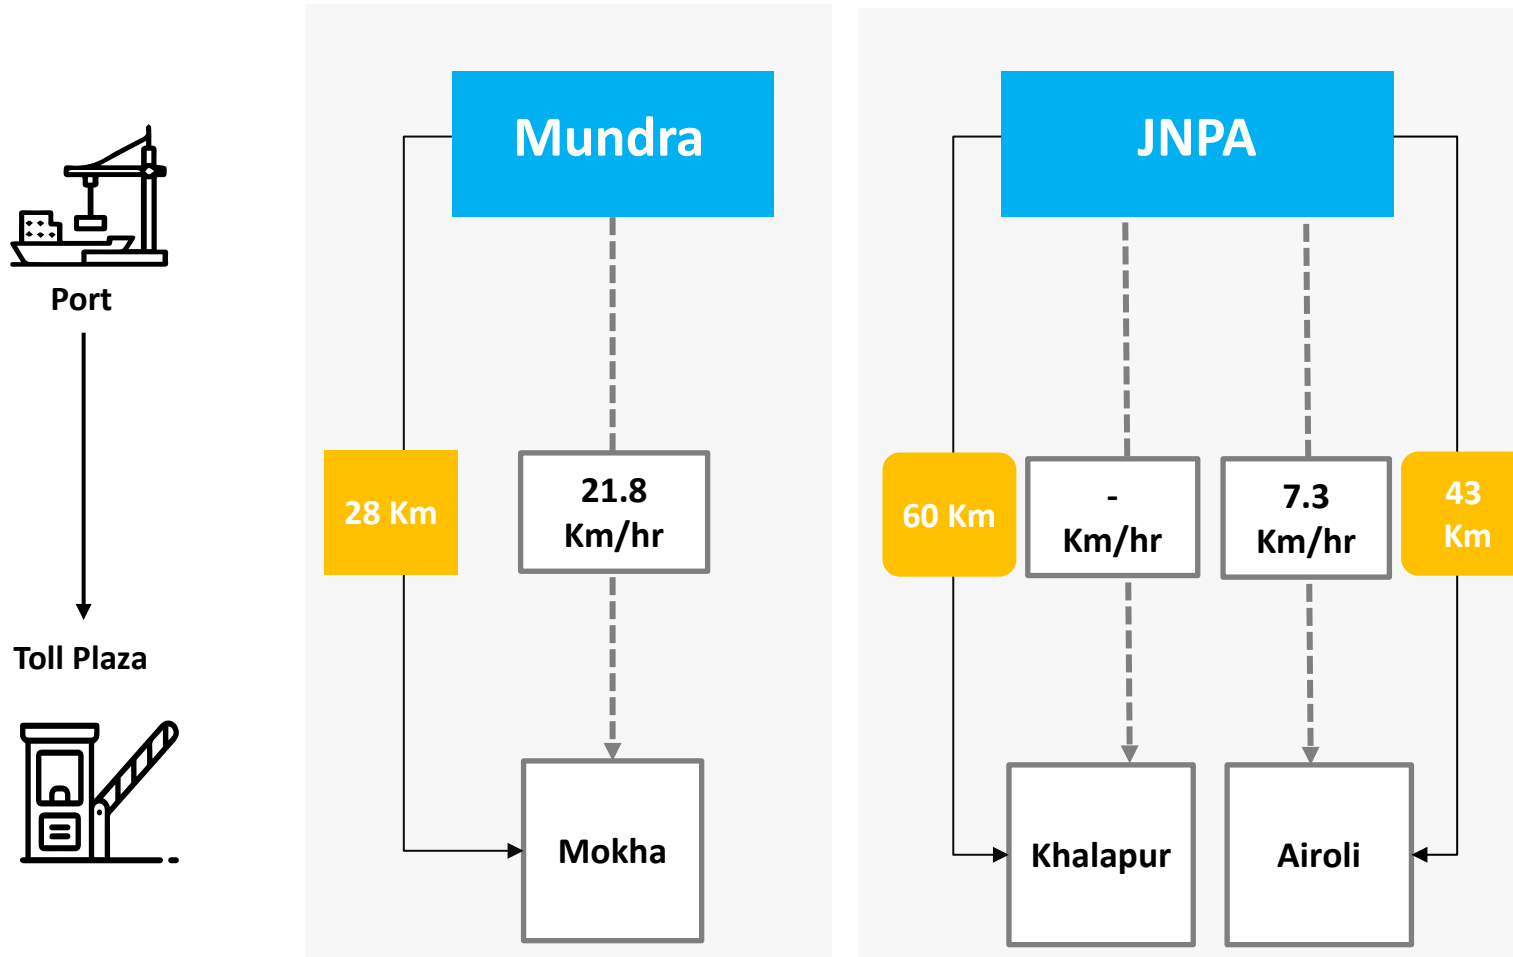 Mundra
JNPA
Port
28 Km
21.8
Km/hr
60 Km
-
Km/hr
7.3
Km/hr
43
Km
Toll Plaza
Mokha
Khalapur
Airoli